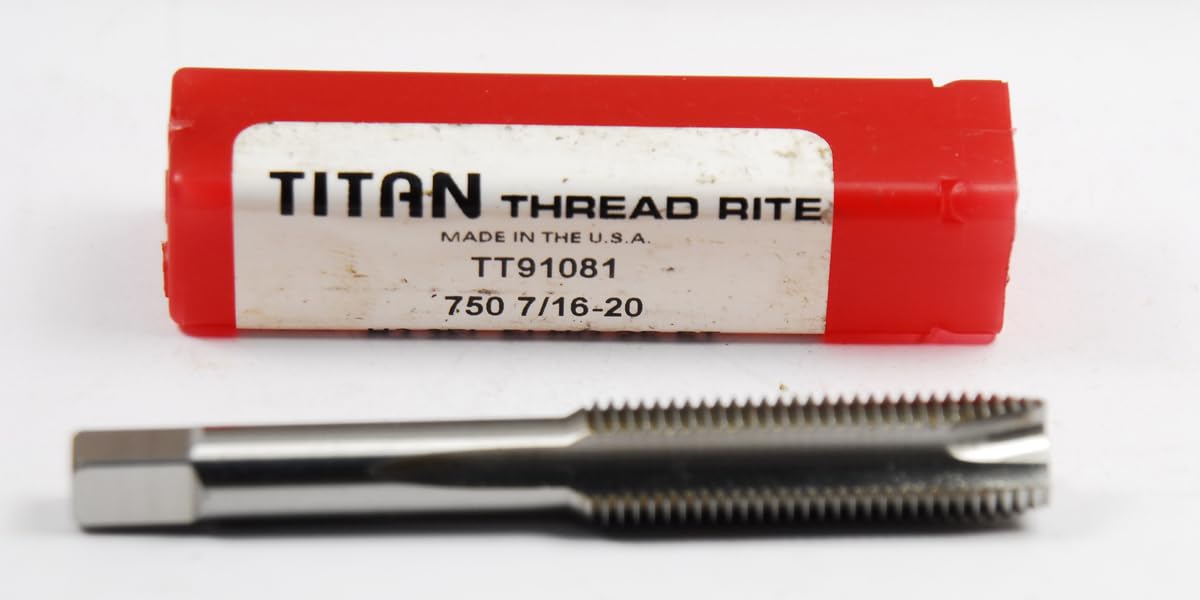 TITAN THREAD RITE
MADE IN THE U.S.A.
TT91081
750 7/16-20